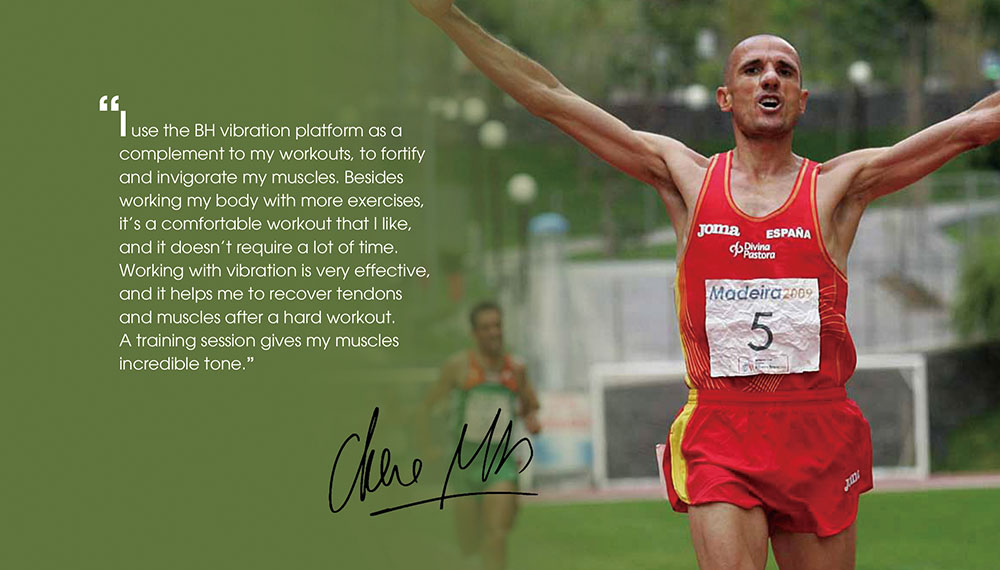 “I use the BH vibration platform as a
complement to my workouts, to fortify
and invigorate my muscles. Besides
working my body with more exercises,
it’s a comfortable workout that I like,
and it doesn’t require a lot of time.
Working with vibration is very effective,
and it helps me to recover tendons
and muscles after a hard workout.
A training session gives my muscles
incredible tone.”
Joma ESPAÑA
Divina
Pastora
Madeira2009
5
Joma